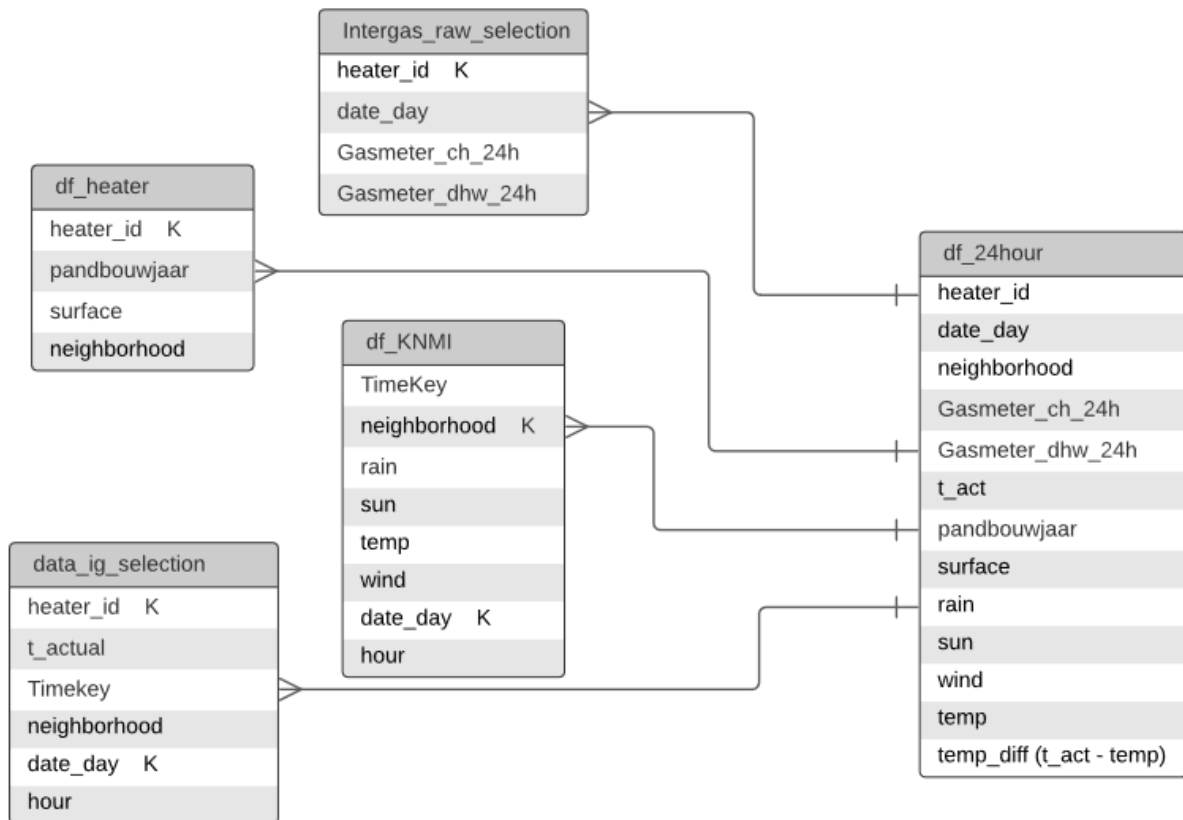 Intergas_raw_selection
heater_id K
date_day
Gasmeter_ch_24h
Gasmeter_dhw_24h
df_heater
heater_id K
pandbouwjaar
surface
neighborhood
df_KNMI
TimeKey
neighborhood K
rain
sun
temp
wind
date_day K
hour
data_ig_selection
heater_id K
t_actual
Timekey
neighborhood
date_day K
hour
df_24hour
heater_id
date_day
neighborhood
Gasmeter_ch_24h
Gasmeter_dhw_24h
t_act
pandbouwjaar
surface
rain
sun
wind
temp
temp_diff (t_act - temp)